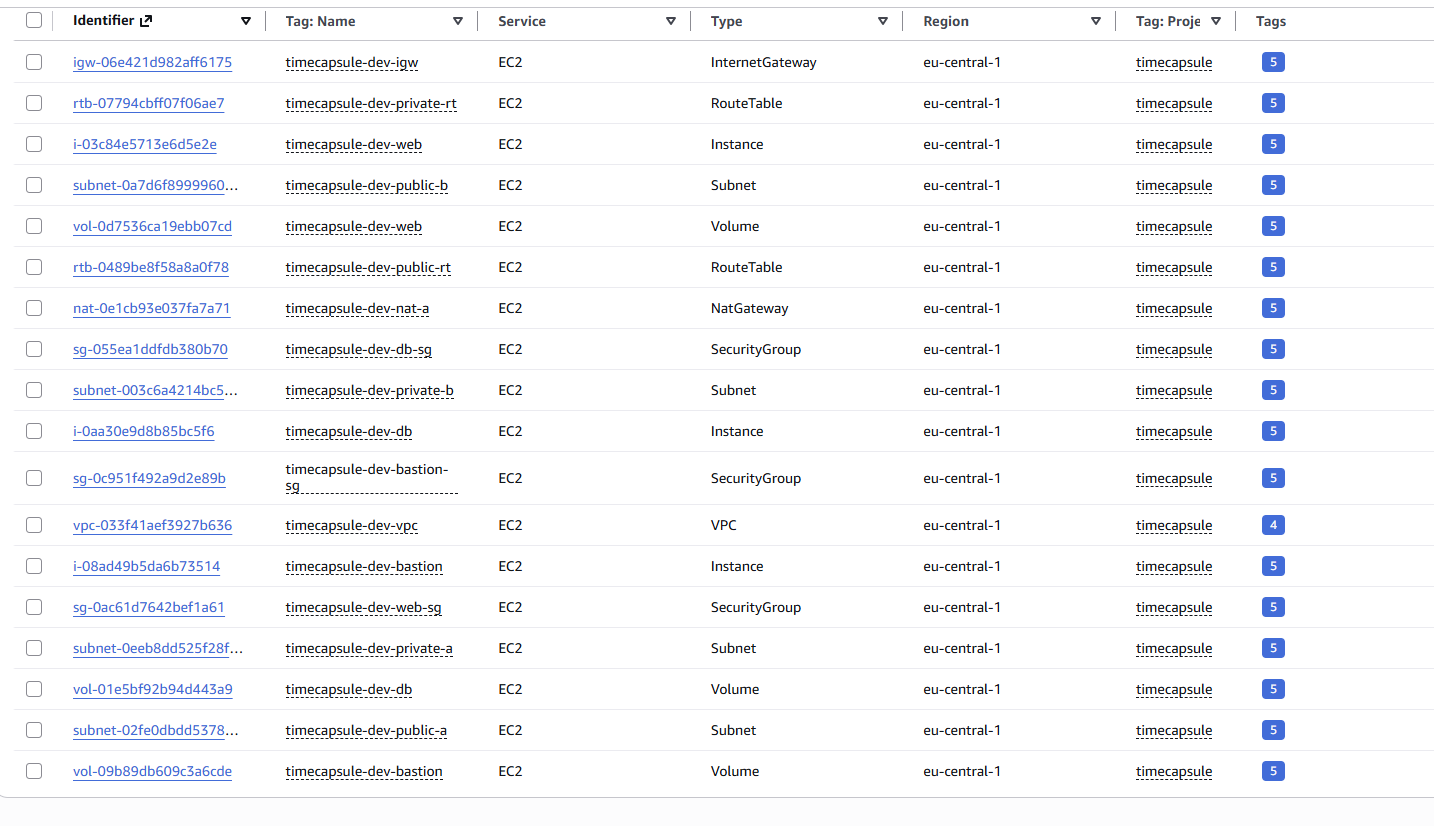 Identifier Tag: Name Service Type Region Tag: Proje Tags
igw-06e421d982aff6175 timecapsule-dev-igw EC2 InternetGateway eu-central-1 timecapsule 5
rtb-07794cbff07f06ae7 timecapsule-dev-private-rt EC2 RouteTable eu-central-1 timecapsule 5
i-03c84e5713e6d5e2e timecapsule-dev-web EC2 Instance eu-central-1 timecapsule 5
subnet-0a7d6f8999960... timecapsule-dev-public-b EC2 Subnet eu-central-1 timecapsule 5
vol-0d7536ca19ebb07cd timecapsule-dev-web EC2 Volume eu-central-1 timecapsule 5
rtb-0489be8f58a8a0f78 timecapsule-dev-public-rt EC2 RouteTable eu-central-1 timecapsule 5
nat-0e1cb93e037fa7a71 timecapsule-dev-nat-a EC2 NatGateway eu-central-1 timecapsule 5
sg-055ea1ddfdb380b70 timecapsule-dev-db-sg EC2 SecurityGroup eu-central-1 timecapsule 5
subnet-003c6a4214bc5... timecapsule-dev-private-b EC2 Subnet eu-central-1 timecapsule 5
i-0aa30e9d8b85bc5f6 timecapsule-dev-db EC2 Instance eu-central-1 timecapsule 5
sg-0c951f492a9d2e89b timecapsule-dev-bastion-
sg EC2 SecurityGroup eu-central-1 timecapsule 5
vpc-033f41aef3927b636 timecapsule-dev-vpc EC2 VPC eu-central-1 timecapsule 4
i-08ad49b5da6b73514 timecapsule-dev-bastion EC2 Instance eu-central-1 timecapsule 5
sg-0ac61d7642bef1a61 timecapsule-dev-web-sg EC2 SecurityGroup eu-central-1 timecapsule 5
subnet-0eeb8dd525f28f... timecapsule-dev-private-a EC2 Subnet eu-central-1 timecapsule 5
vol-01e5bf92b94d443a9 timecapsule-dev-db EC2 Volume eu-central-1 timecapsule 5
subnet-02fe0dbdd5378... timecapsule-dev-public-a EC2 Subnet eu-central-1 timecapsule 5
vol-09b89db609c3a6cde timecapsule-dev-bastion EC2 Volume eu-central-1 timecapsule 5